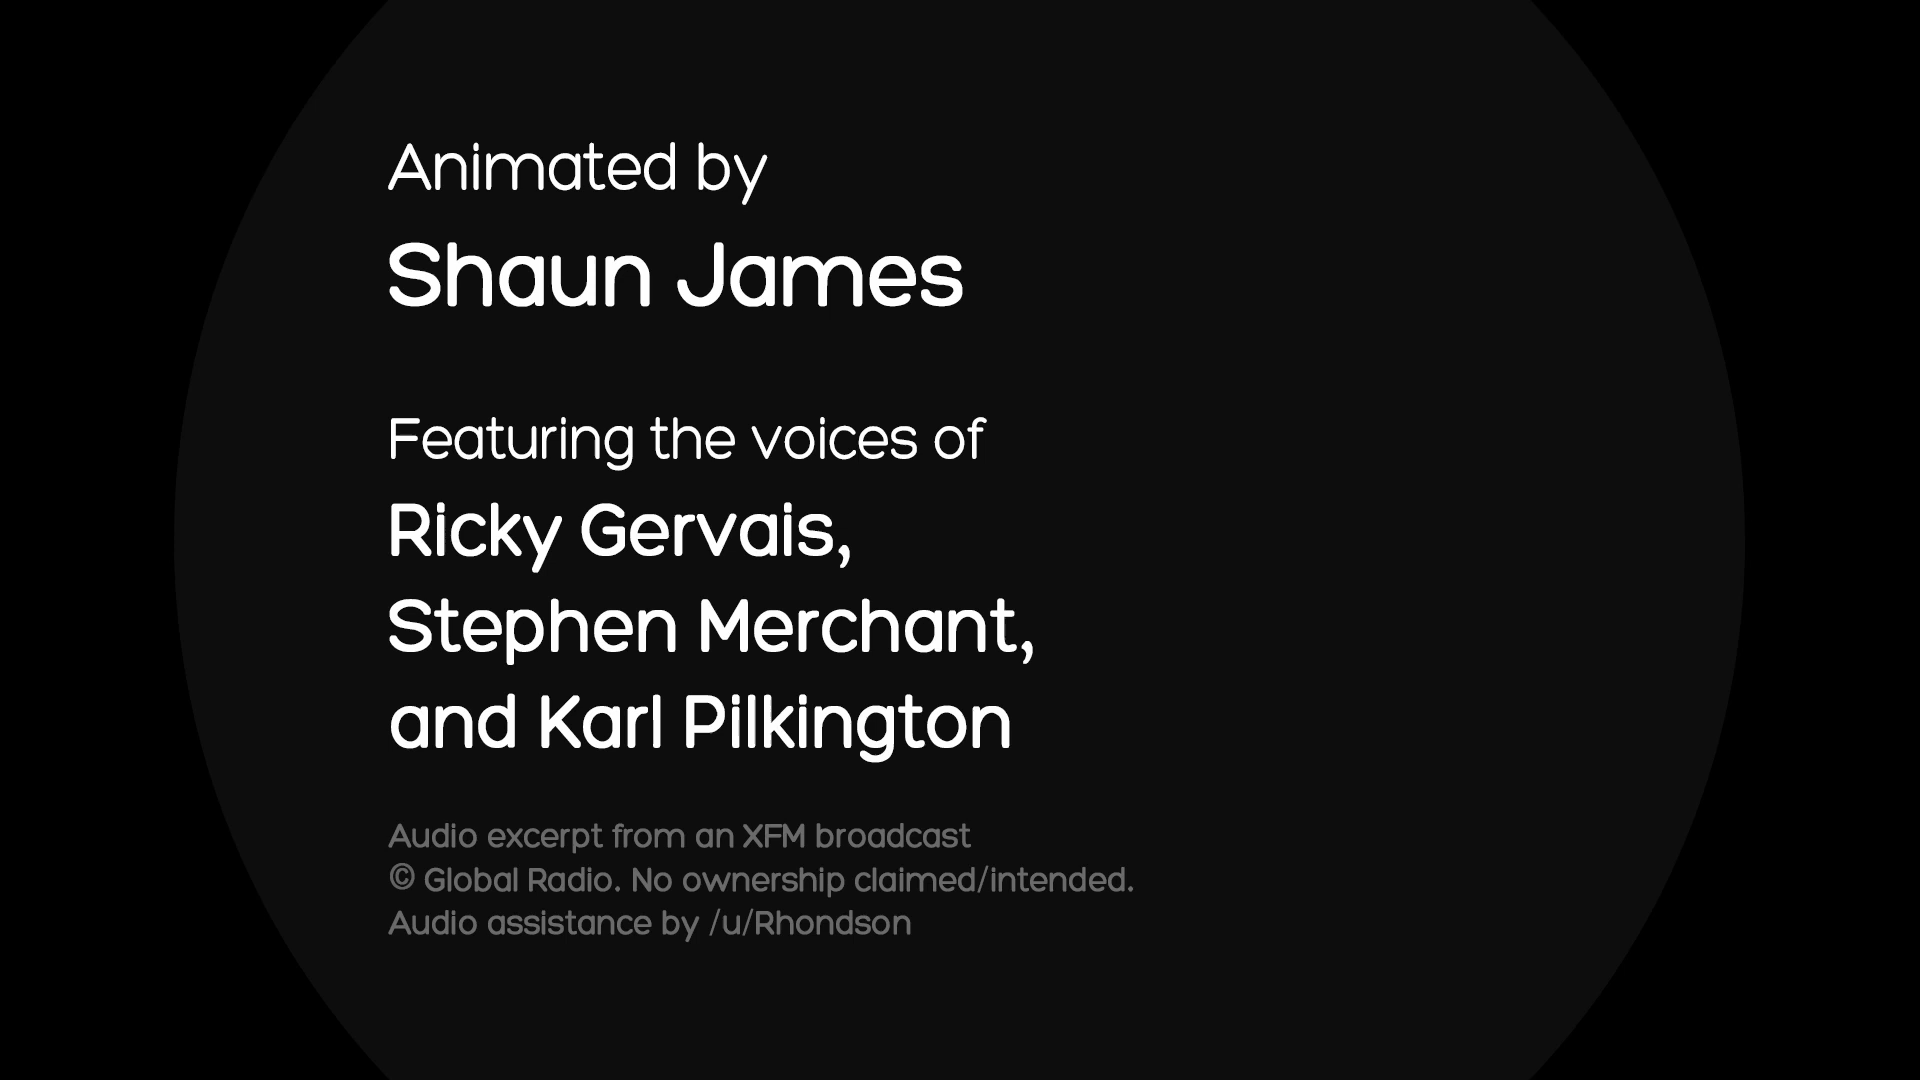 Animated by
Shaun James
Featuring the voices of
Ricky Gervais,
Stephen Merchant,
and Karl Pilkington
Audio excerpt from an XFM broadcast
© Global Radio. No ownership claimed/intended.
Audio assistance by /u/Rhondson